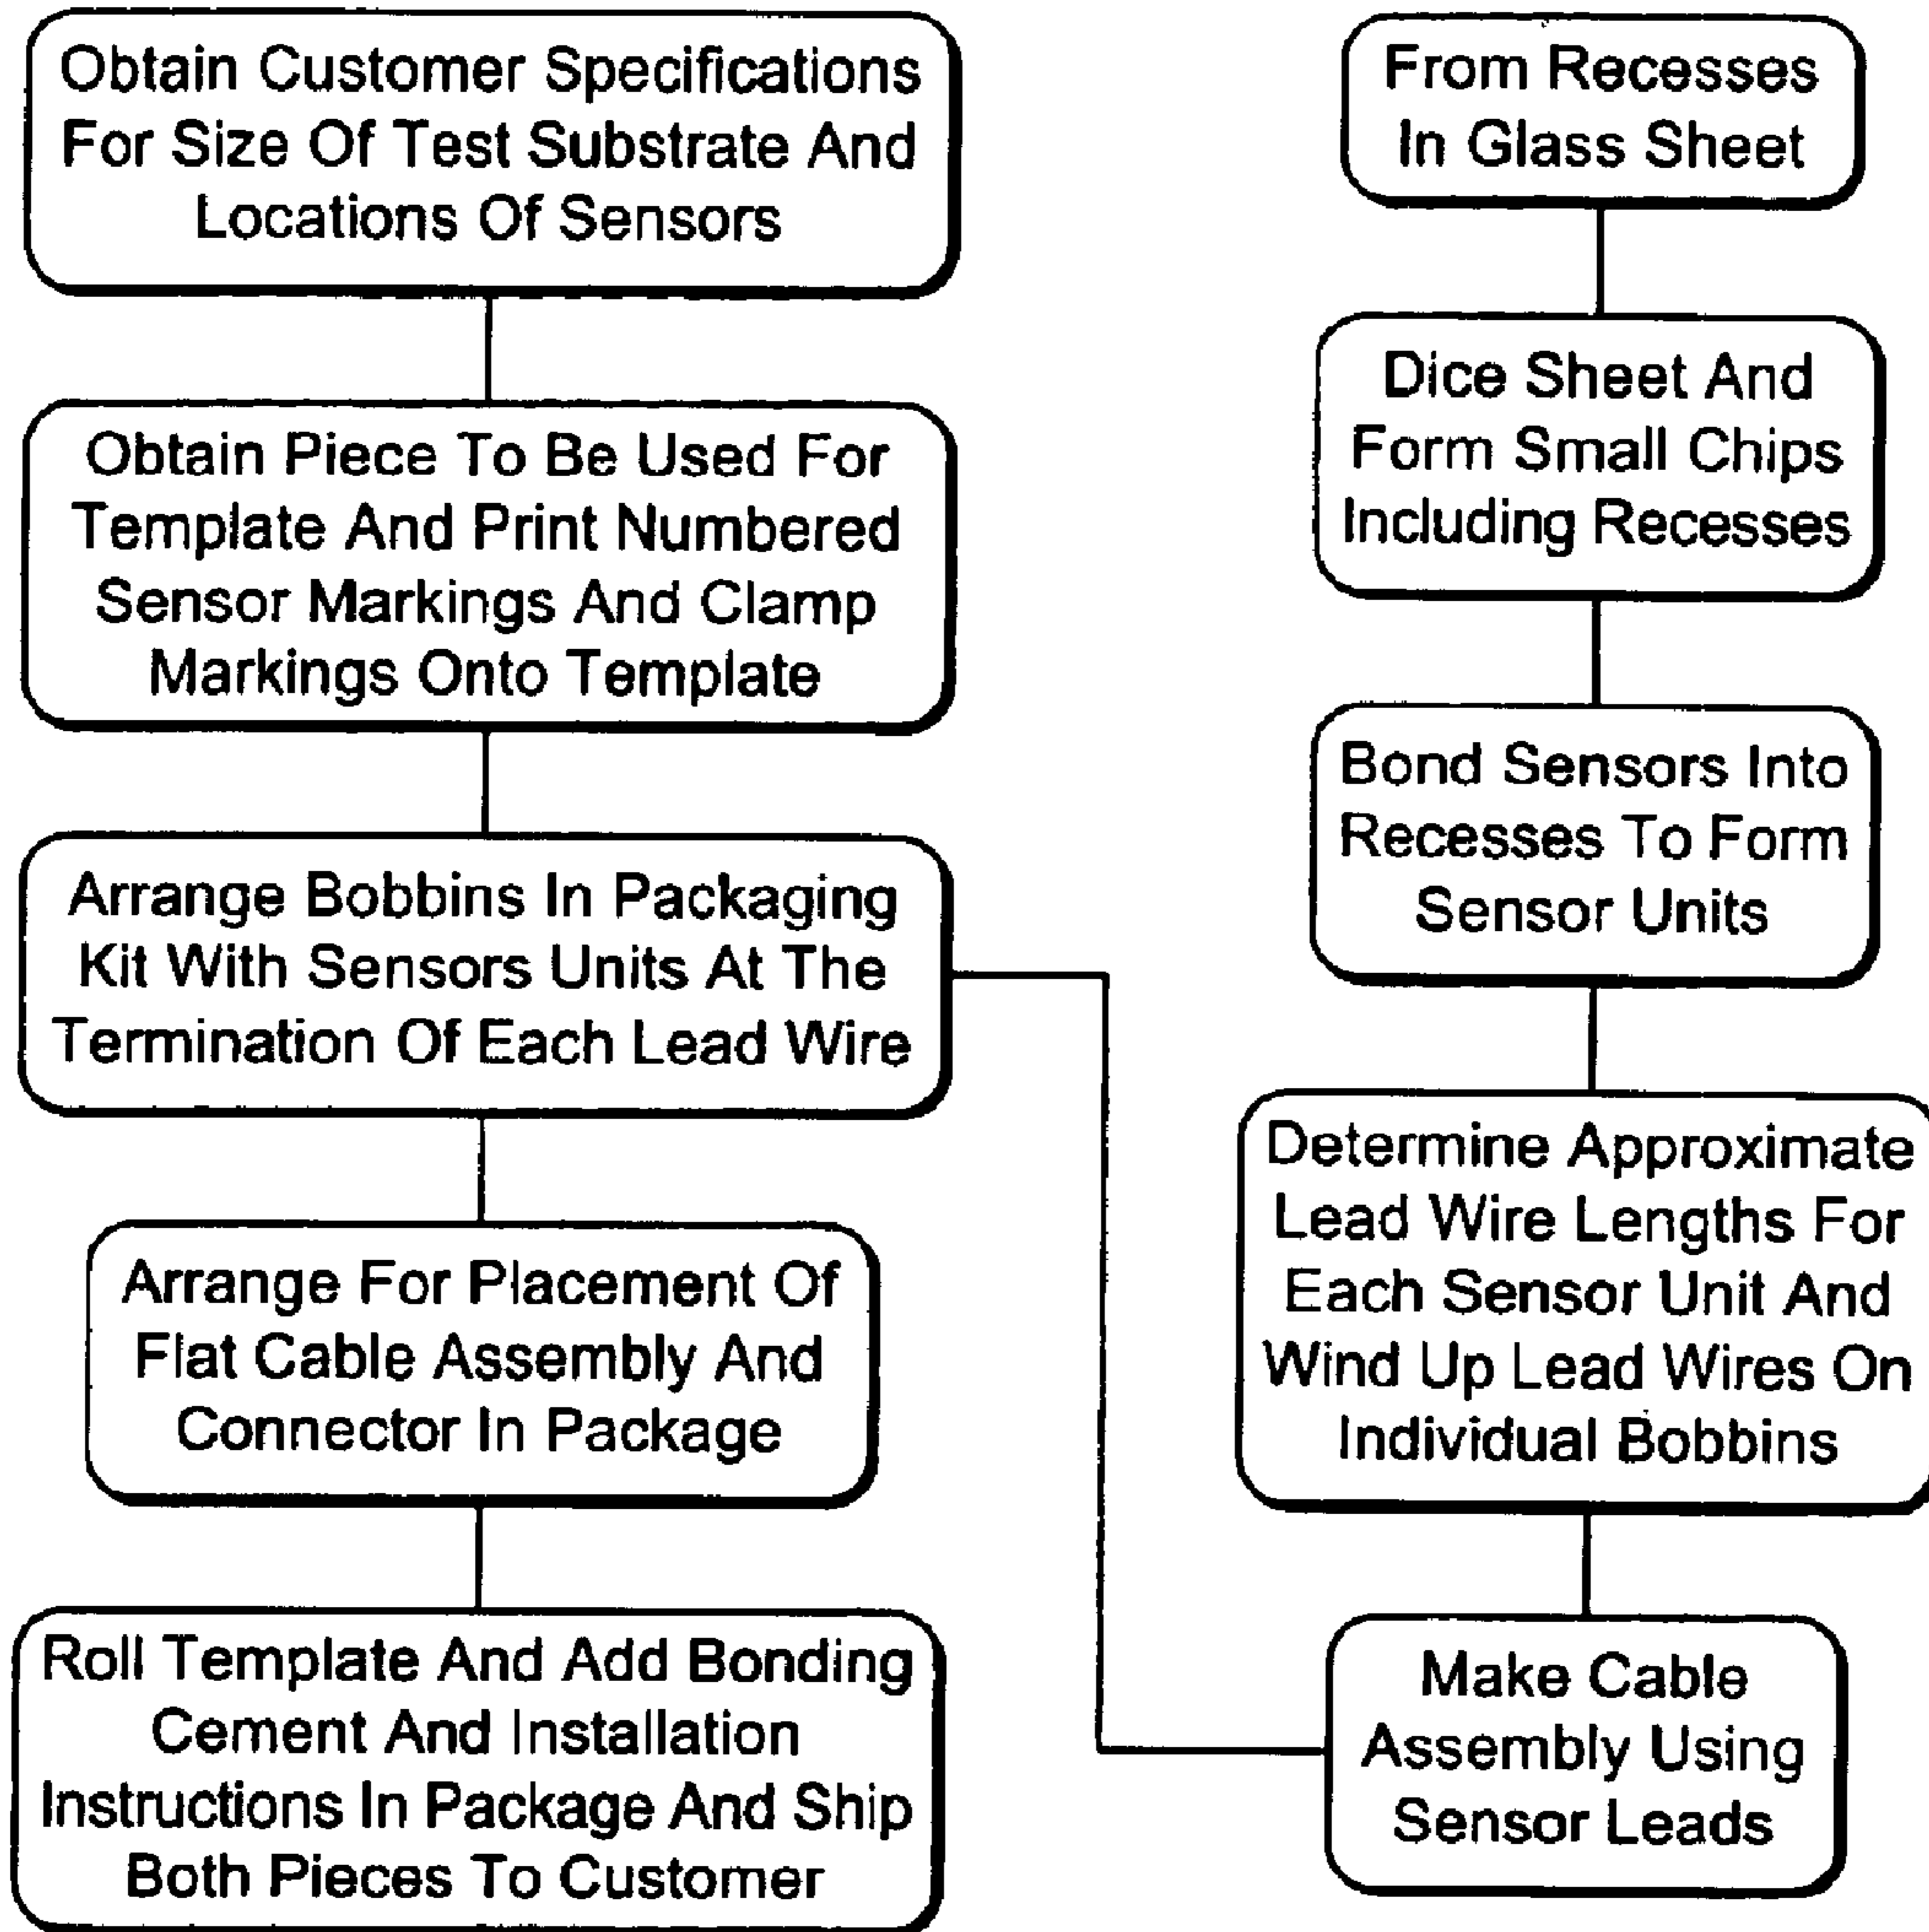 Obtain Customer Specifications
For Size Of Test Substrate And
Locations Of Sensors
Obtain Piece To Be Used For
Template And Print Numbered
Sensor Markings And Clamp
Markings Onto Template
Arrange Bobbins In Packaging
Kit With Sensors Units At The
Termination Of Each Lead Wire
Arrange For Placement Of
Flat Cable Assembly And
Connector In Package
Roll Template And Add Bonding
Cement And Installation
Instructions In Package And Ship
Both Pieces To Customer
From Recesses
In Glass Sheet
Dice Sheet And
Form Small Chips
Including Recesses
Bond Sensors Into
Recesses To Form
Sensor Units
Determine Approximate
Lead Wire Lengths For
Each Sensor Unit And
Wind Up Lead Wires On
Individual Bobbins
Make Cable
Assembly Using
Sensor Leads